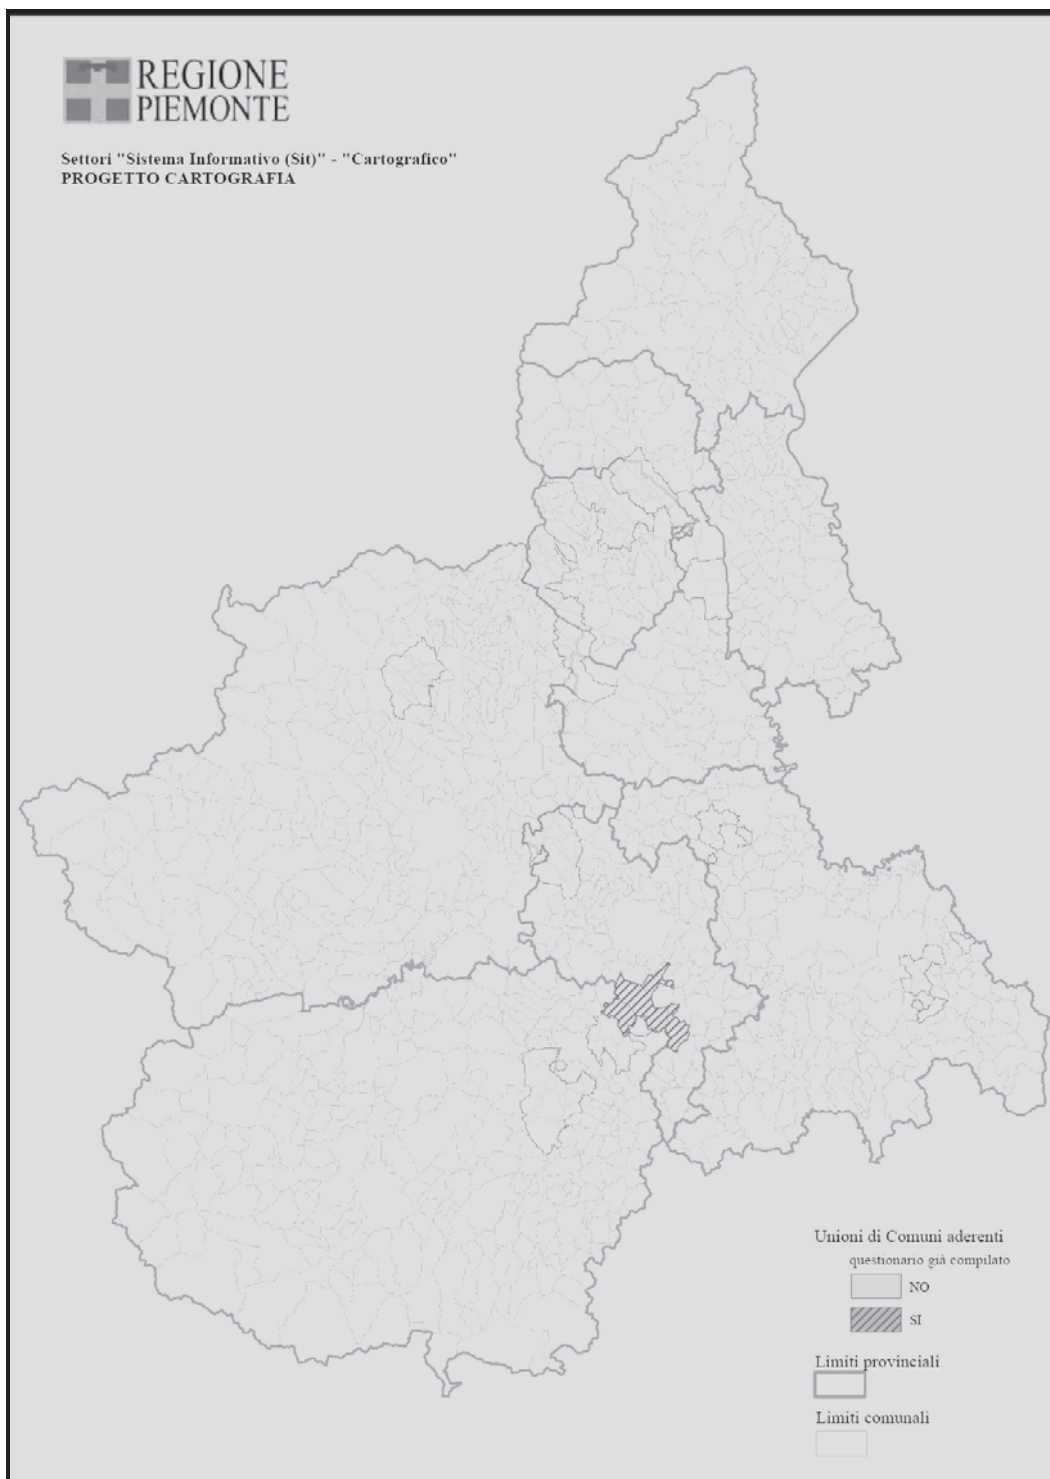 REGIONE
PIEMONTE
Settori "Sistema Informativo (Sit)" - "Cartografico"
PROGETTO CARTOGRAFIA
Unioni di Comuni aderenti
questionario già compilato
NO
SI
Limiti provinciali
Limiti comunali